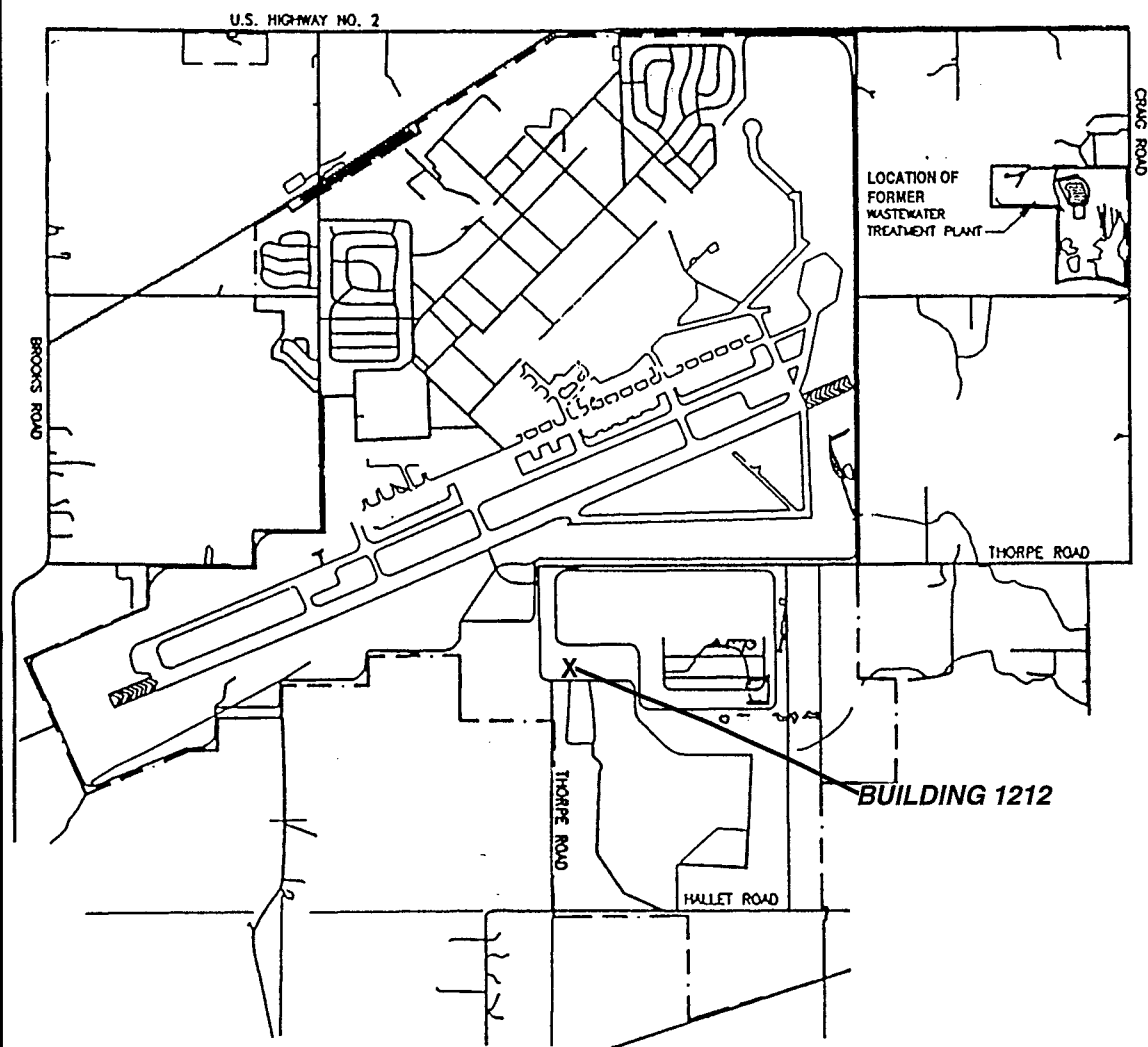 U.S. HIGHWAY NO. 2
CRAIG ROAD
LOCATION OF
FORMER
WASTEWATER
TREATMENT PLANT
BROOKS ROAD
THORPE ROAD
X
BUILDING 1212
THORPE ROAD
HALLET ROAD